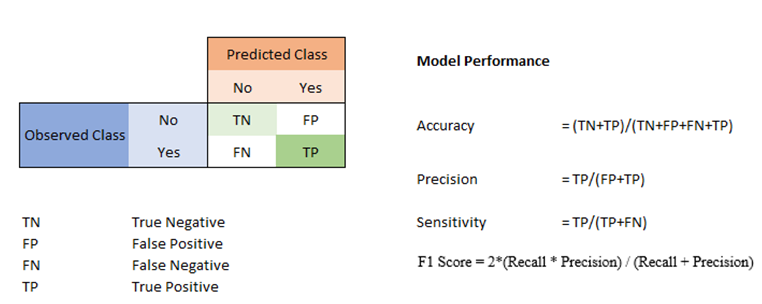 Predicted Class
No Yes
Observed Class No TN FP
Yes FN TP
TN True Negative
FP False Positive
FN False Negative
TP True Positive
Model Performance
Accuracy = (TN+TP)/(TN+FP+FN+TP)
Precision = TP/(FP+TP)
Sensitivity = TP/(TP+FN)
F1 Score = 2*(Recall * Precision) / (Recall + Precision)